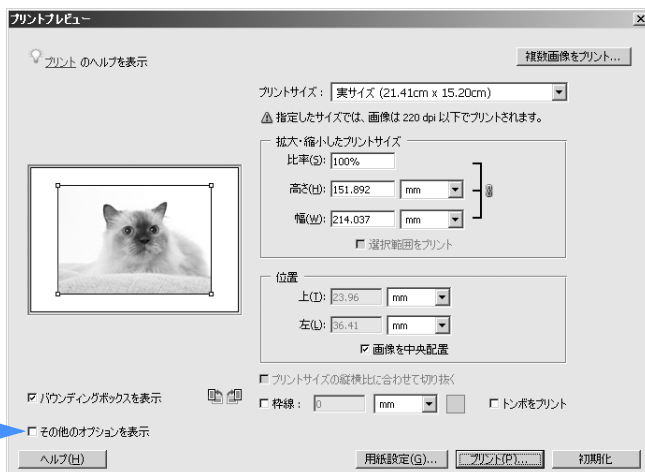 プリントプレビュー
プリント のヘルプを表示
複数画像をプリント...
プリントサイズ： 実サイズ (21.41cm x 15.20cm)
指定したサイズでは、画像は 220 dpi 以下でプリントされます。
拡大・縮小したプリントサイズ
比率(S): 100%
高さ(H): 151.892 mm
幅(W): 214.037 mm
選択範囲をプリント
位置
上(T): 23.96 mm
左(L): 36.41 mm
画像を中央配置
プリントサイズの縦横比に合わせて切り抜く
バウンディングボックスを表示
枠線： 0 mm トンボをプリント
その他のオプションを表示
ヘルプ(H) 用紙設定(G)... プリント(P)... 初期化